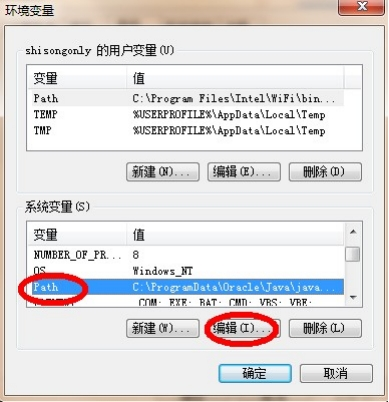 环境变量
shisongonly 的用户变量(U)
变量 值
Path C:\Program Files\Intel\WiFi\bin...
TEMP %USERPROFILE%\AppData\Local\Temp
TMP %USERPROFILE%\AppData\Local\Temp
新建(N)... 编辑(E)... 删除(D)
系统变量(S)
变量 值
NUMBER_OF_PR... 8
OS Windows_NT
Path C:\ProgramData\Oracle\Java\java...
.COM;.EXE;.BAT;.CMD;.VBS;.VBE;
新建(W)... 编辑(I)... 删除(L)
确定 取消